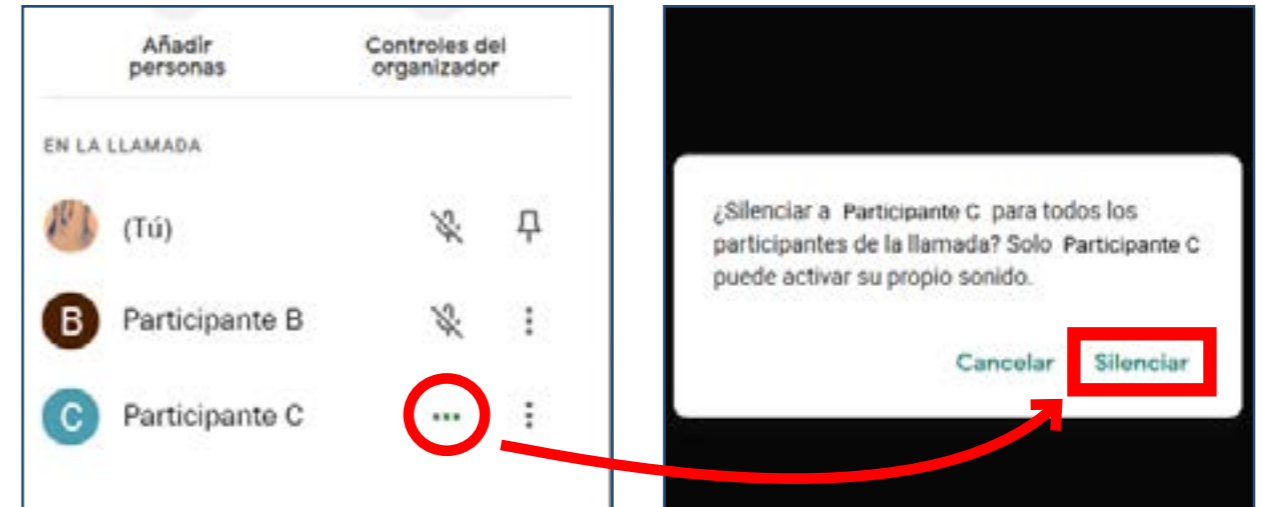 Añadir
personas
Controles del
organizador
EN LA LLAMADA
(Tú)
B Participante B
C Participante C
¿Silenciar a Participante C para todos los
participantes de la llamada? Solo Participante C
puede activar su propio sonido.
Cancelar Silenciar